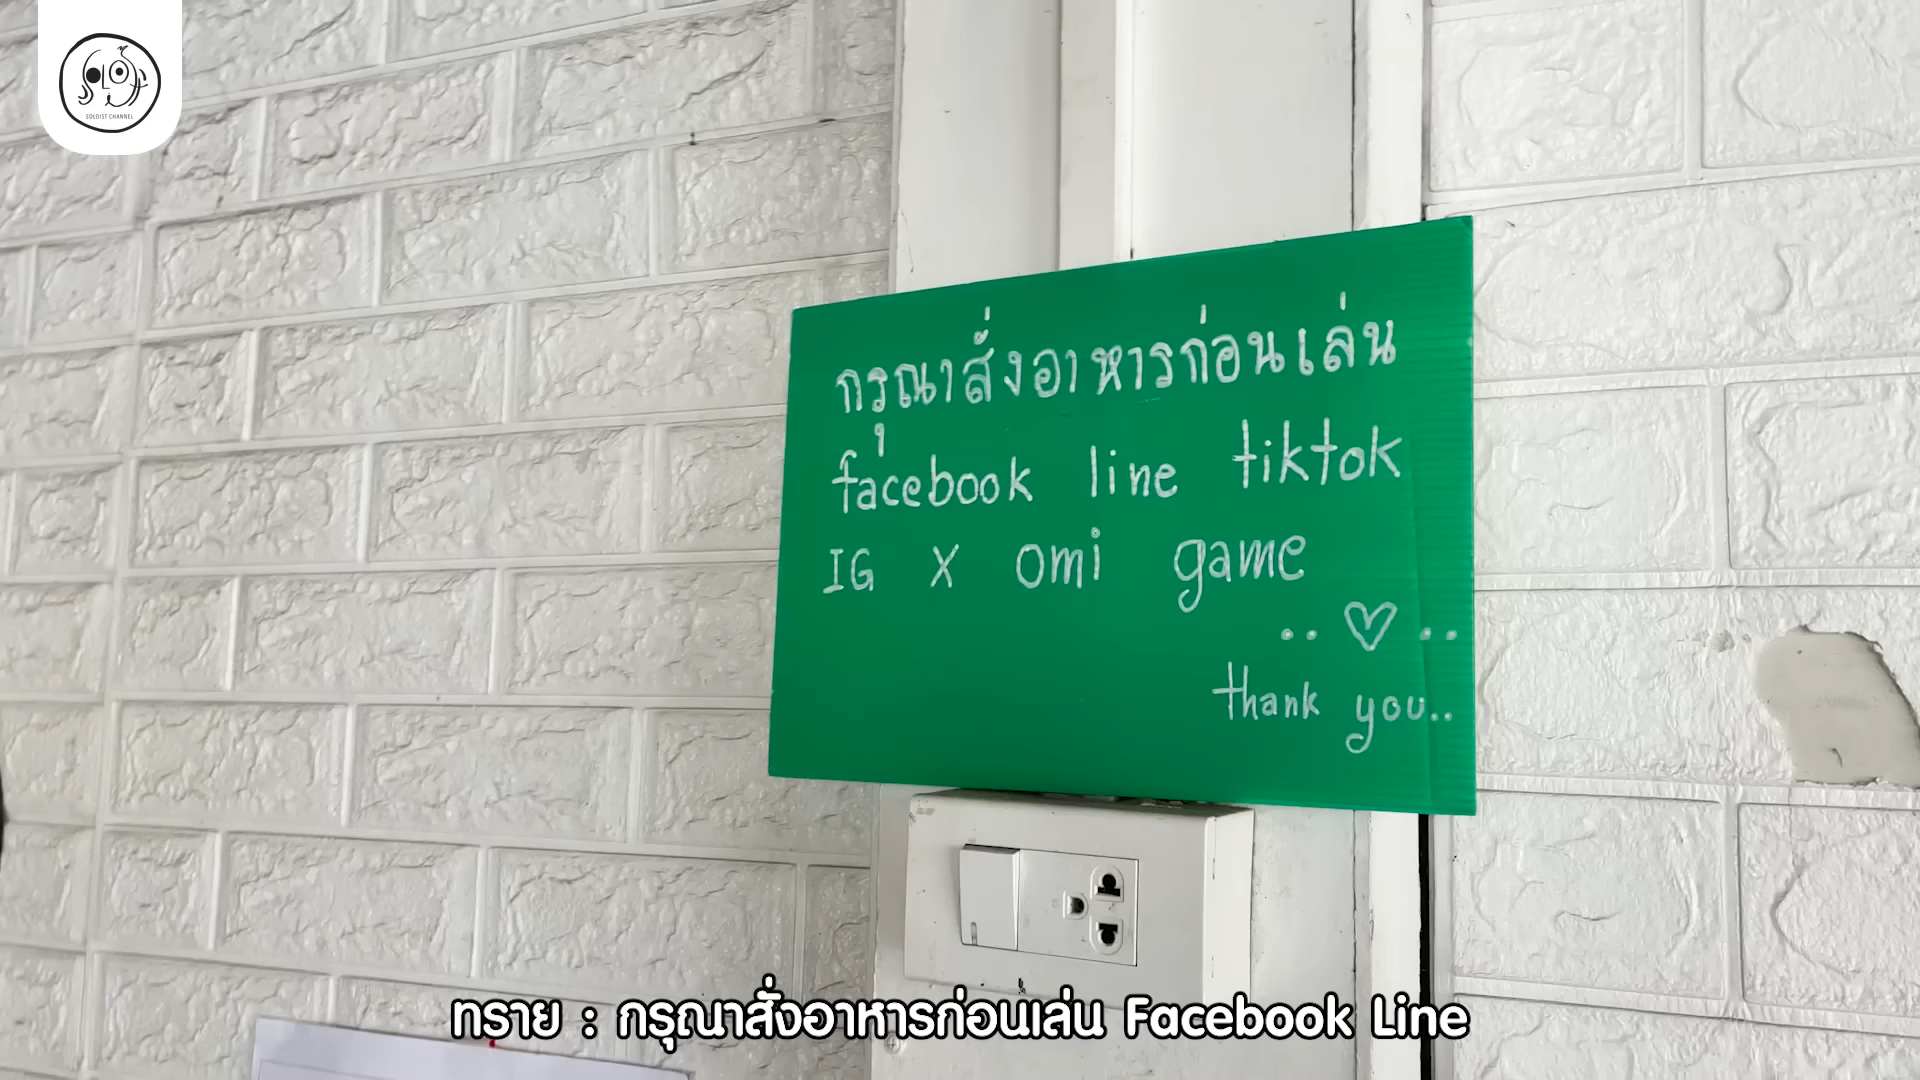 SOLOIST CHANNEL
กรุณาสั่งอาหารก่อนเล่น
facebook line tiktok
IG X omi game
..♡..
thank you..
ทราย : กรุณาสั่งอาหารก่อนเล่น Facebook Line